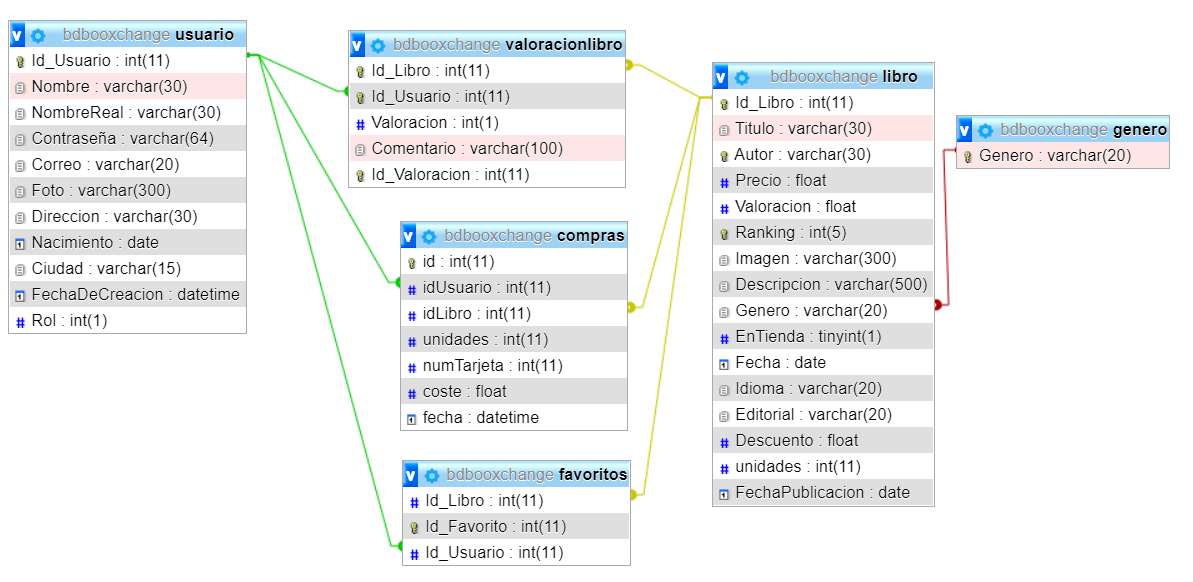 bdbooxchange usuario
Id_Usuario : int(11)
Nombre : varchar(30)
NombreReal : varchar(30)
Contraseña : varchar(64)
Correo : varchar(20)
Foto : varchar(300)
Direccion : varchar(30)
Nacimiento : date
Ciudad : varchar(15)
FechaDeCreacion : datetime
Rol : int(1)
bdbooxchange valoracionlibro
Id_Libro : int(11)
Id_Usuario : int(11)
Valoracion : int(1)
Comentario : varchar(100)
Id_Valoracion : int(11)
bdbooxchange compras
id : int(11)
idUsuario : int(11)
idLibro : int(11)
unidades : int(11)
numTarjeta : int(11)
coste : float
fecha : datetime
bdbooxchange favoritos
Id_Libro : int(11)
Id_Favorito : int(11)
Id_Usuario : int(11)
bdbooxchange libro
Id_Libro : int(11)
Titulo : varchar(30)
Autor : varchar(30)
Precio : float
Valoracion : float
Ranking : int(5)
Imagen : varchar(300)
Descripcion : varchar(500)
Genero : varchar(20)
EnTienda : tinyint(1)
Fecha : date
Idioma : varchar(20)
Editorial : varchar(20)
Descuento : float
unidades : int(11)
FechaPublicacion : date
bdbooxchange genero
Genero : varchar(20)